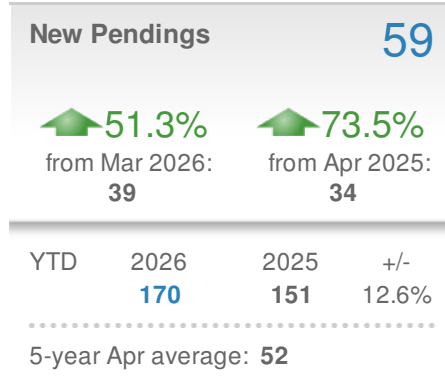 New Pendings 59
51.3% 73.5%
from Mar 2026: from Apr 2025:
39 34
YTD 2026 2025 +/-
170 151 12.6%
5-year Apr average: 52